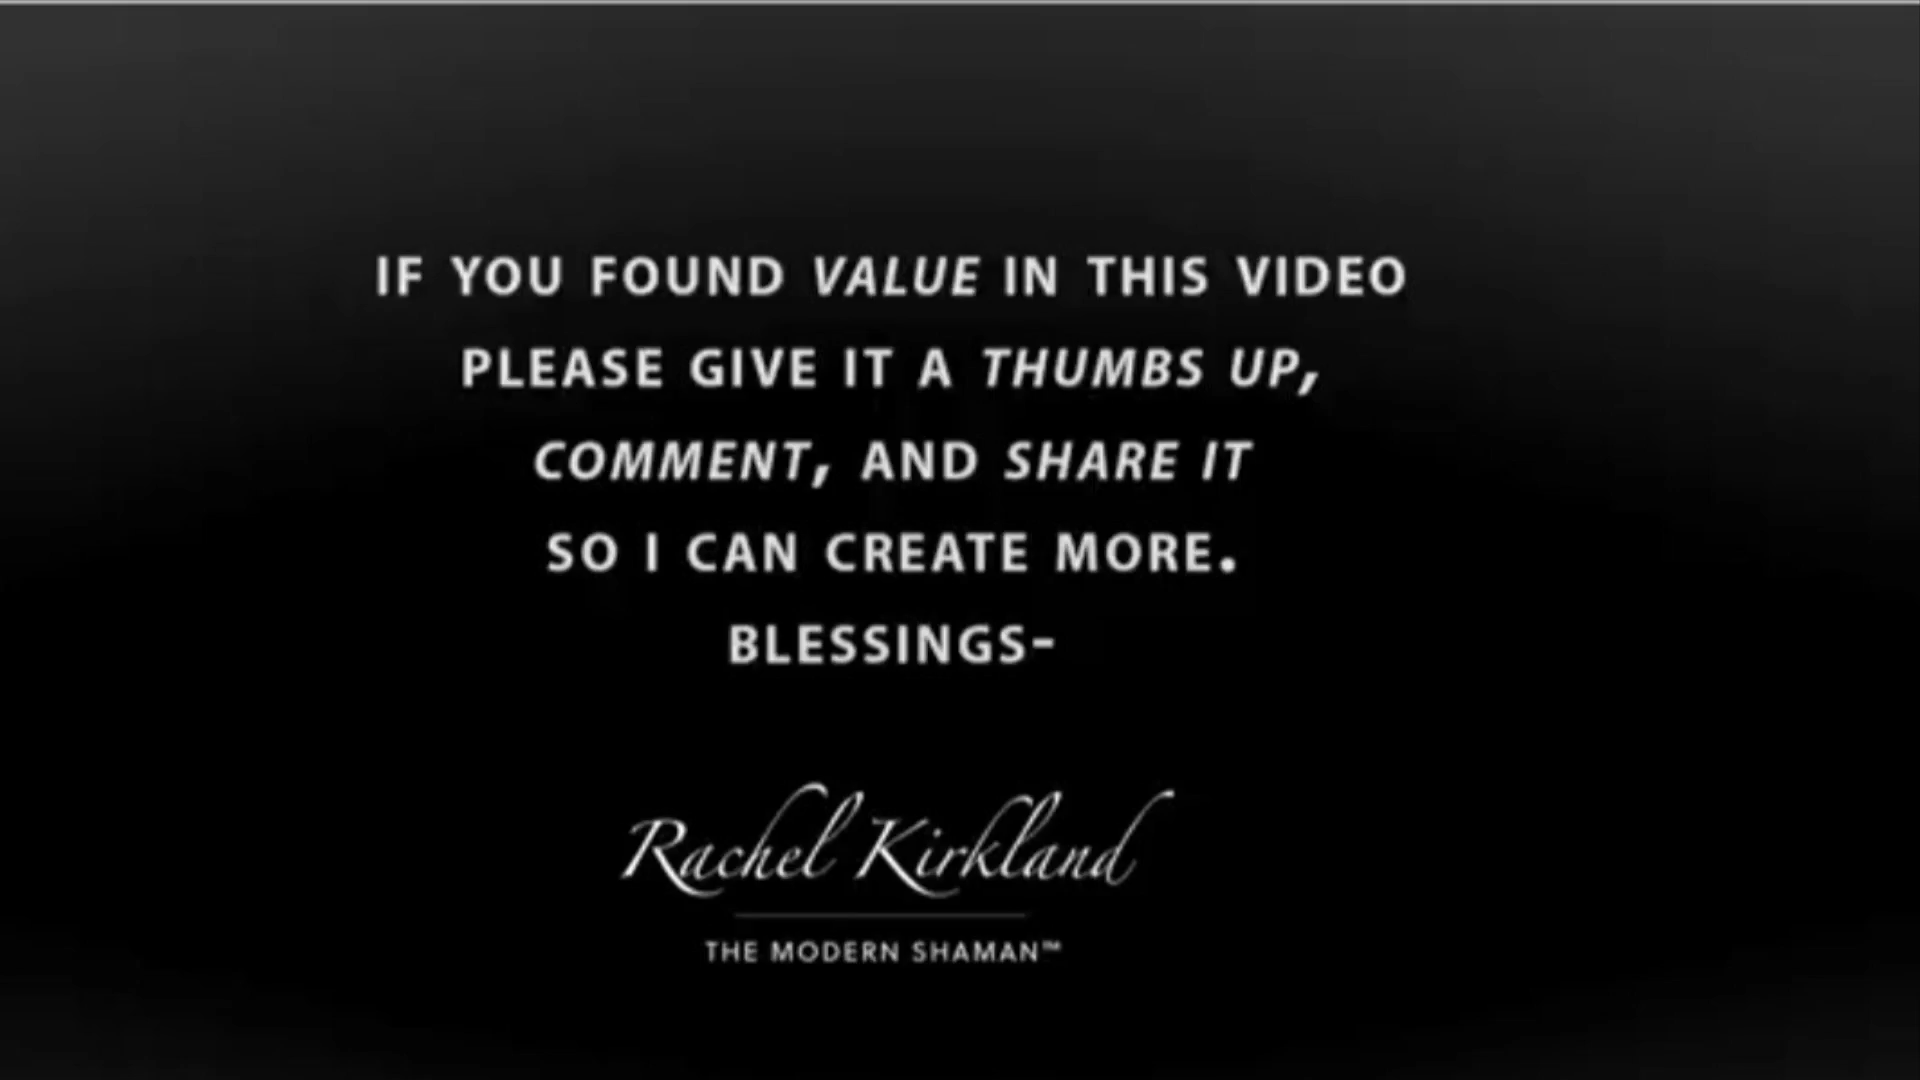 IF YOU FOUND VALUE IN THIS VIDEO
PLEASE GIVE IT A THUMBS UP,
COMMENT, AND SHARE IT
SO I CAN CREATE MORE.
BLESSINGS-
Rachel Kirkland
THE MODERN SHAMAN™